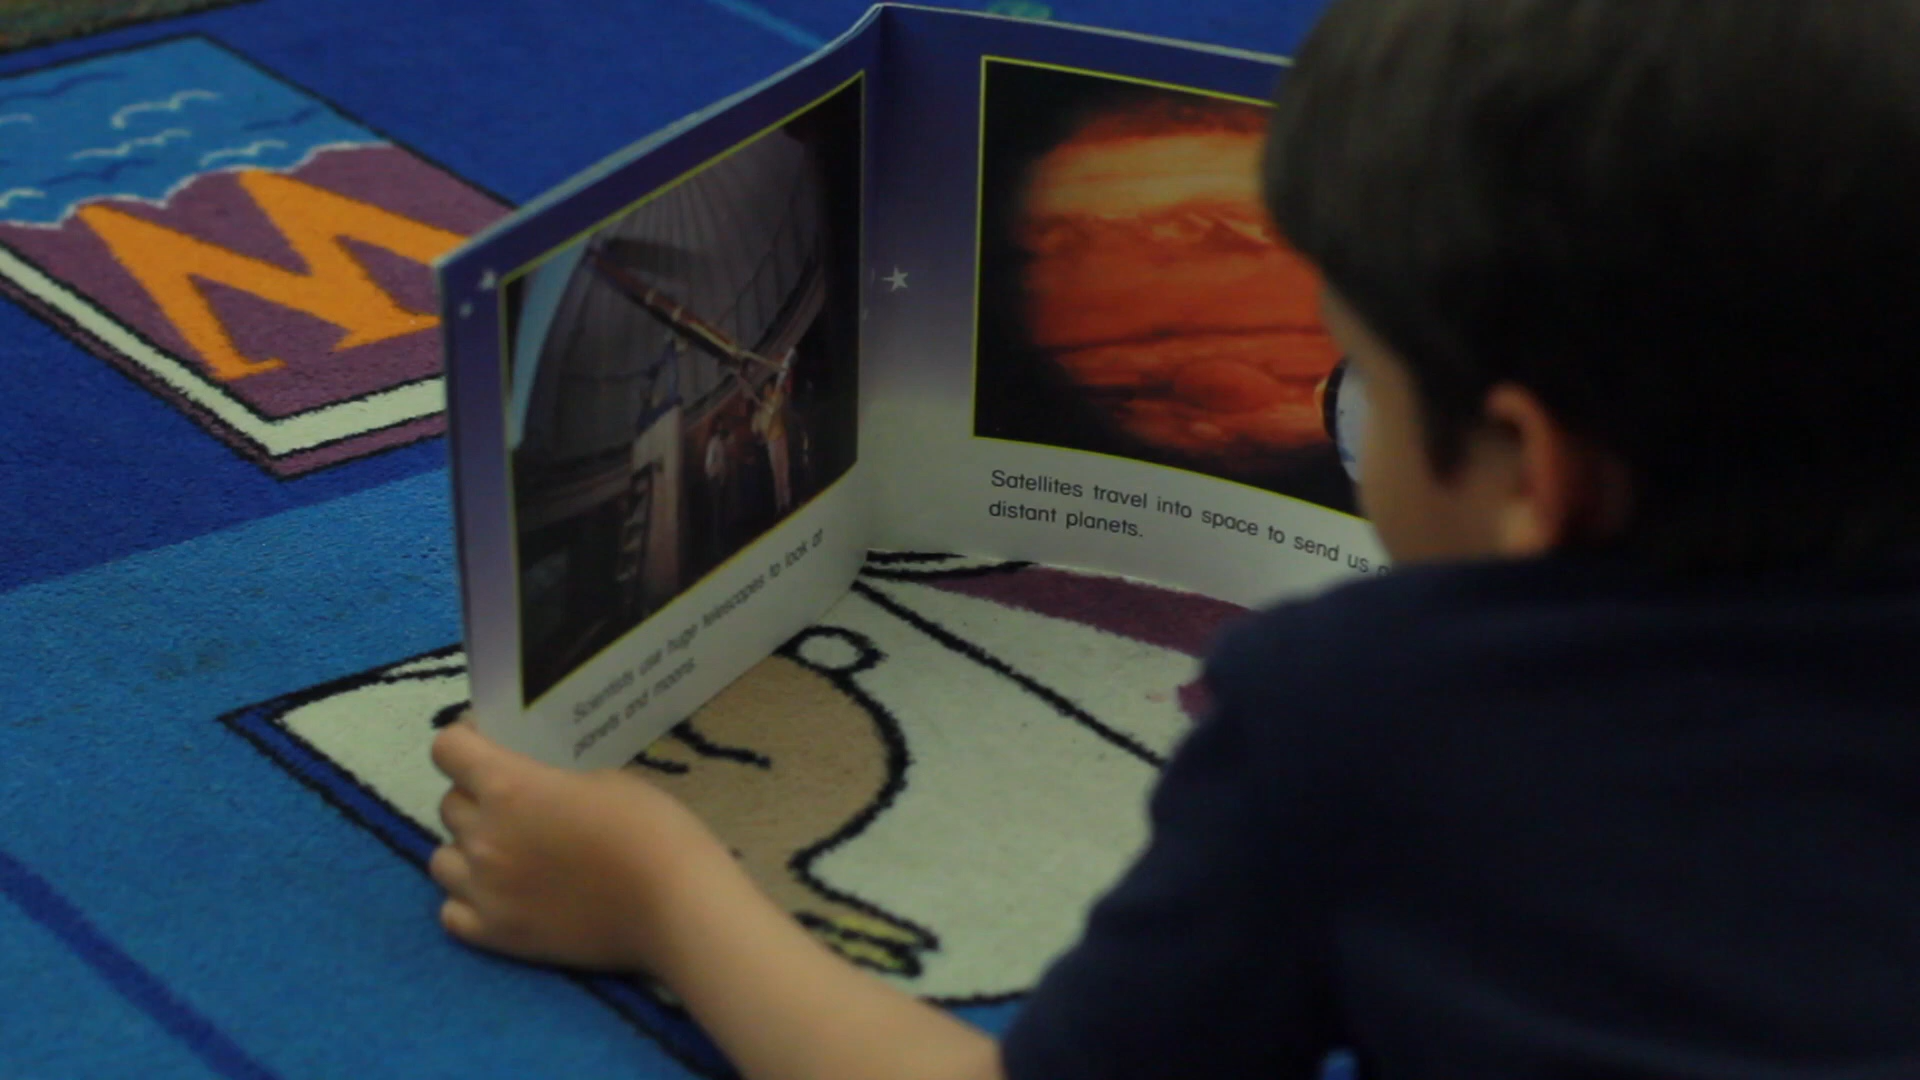 W
Scientists use huge telescopes to look at
planets and moons.
Satellites travel into space to send us
distant planets.